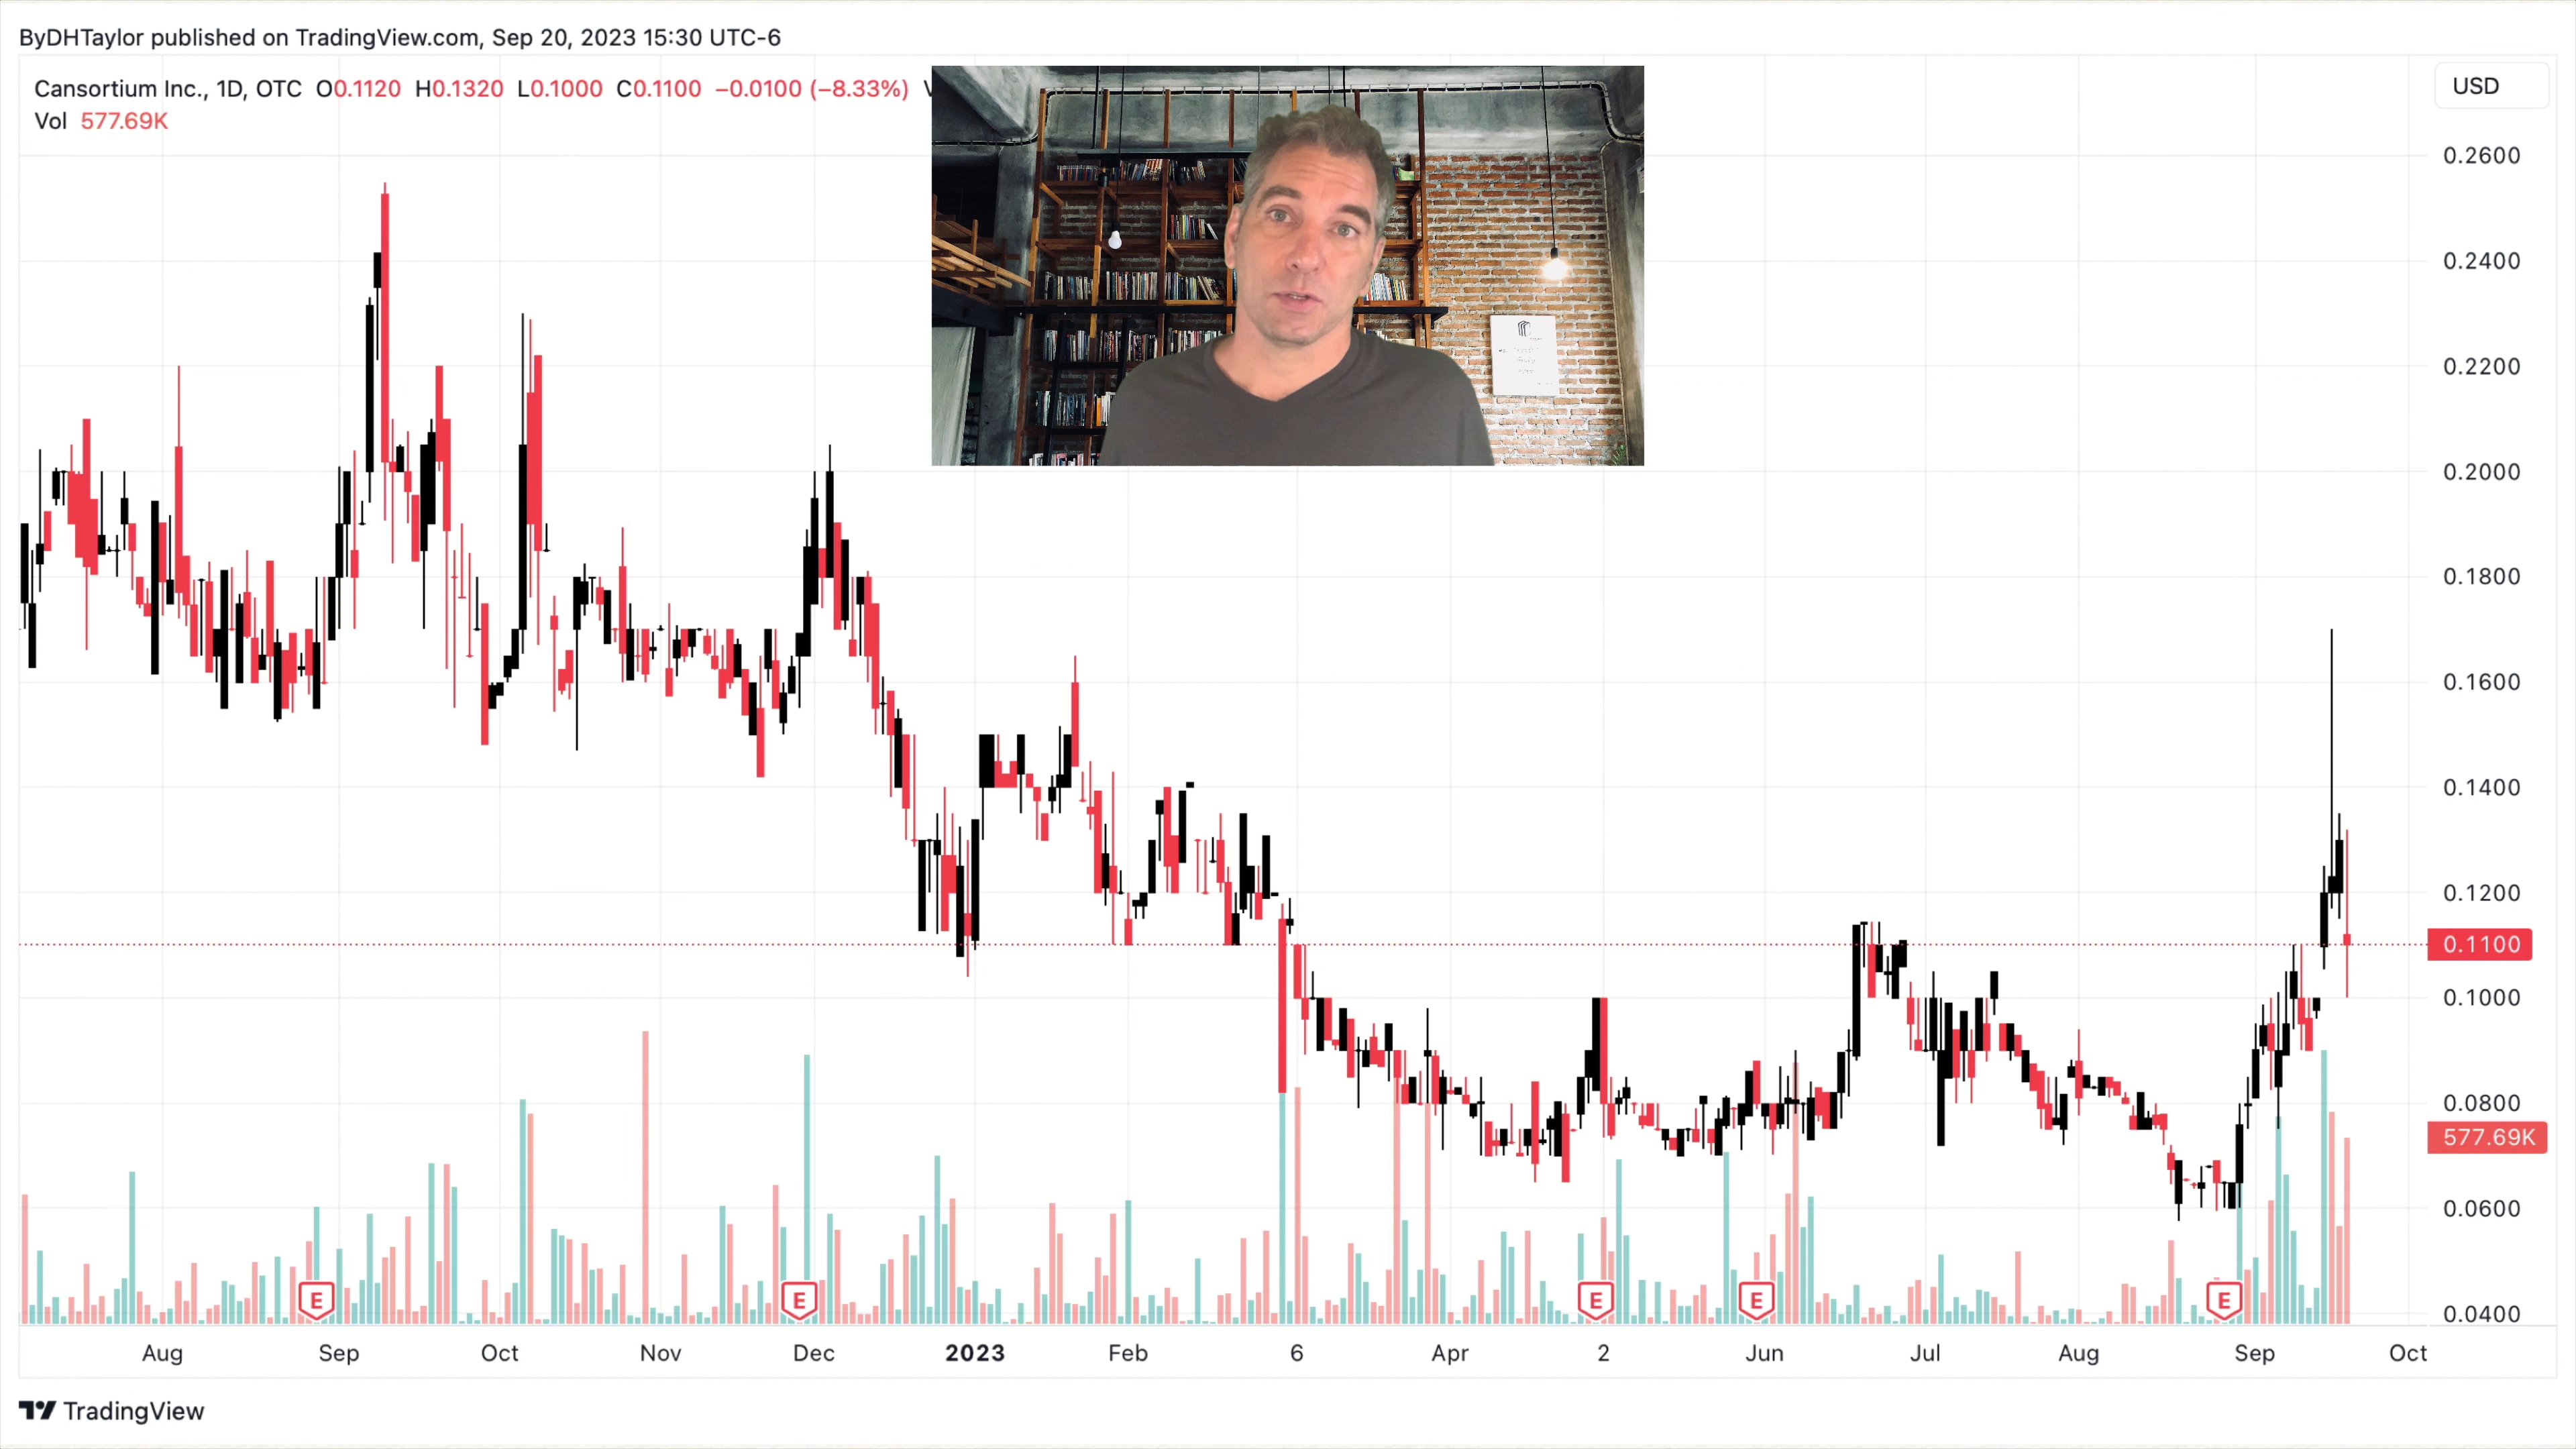 ByDHTaylor published on TradingView.com, Sep 20, 2023 15:30 UTC-6
Cansortium Inc., 1D, OTC O0.1120 H0.1320 L0.1000 C0.1100 −0.0100 (−8.33%)
Vol 577.69K
USD
0.2600
0.2400
0.2200
0.2000
0.1800
0.1600
0.1400
0.1200
0.1100
0.1000
0.0800
577.69K
0.0600
0.0400
E E E E E
Aug Sep Oct Nov Dec 2023 Feb 6 Apr 2 Jun Jul Aug Sep Oct
TradingView